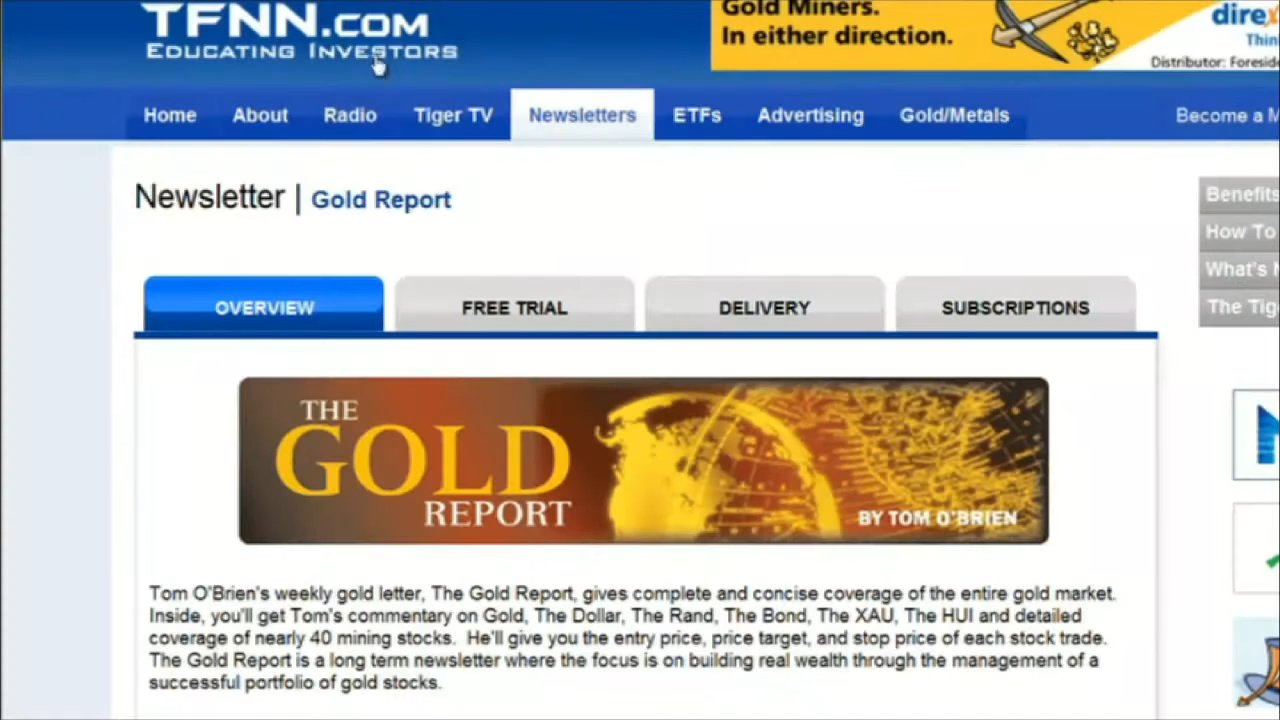 TFNN.COM
EDUCATING INVESTORS
Gold Miners.
In either direction.
Distributor:
Home About Radio Tiger TV Newsletters ETFs Advertising Gold/Metals Become a
Newsletter | Gold Report
Benefits
How To
What's
The
OVERVIEW FREE TRIAL DELIVERY SUBSCRIPTIONS
THE
GOLD
REPORT
BY TOM O'BRIEN
Tom O'Brien's weekly gold letter, The Gold Report, gives complete and concise coverage of the entire gold market.
Inside, you'll get Tom's commentary on Gold, The Dollar, The Rand, The Bond, The XAU, The HUI and detailed
coverage of nearly 40 mining stocks. He'll give you the entry price, price target, and stop price of each stock trade.
The Gold Report is a long term newsletter where the focus is on building real wealth through the management of a
successful portfolio of gold stocks.